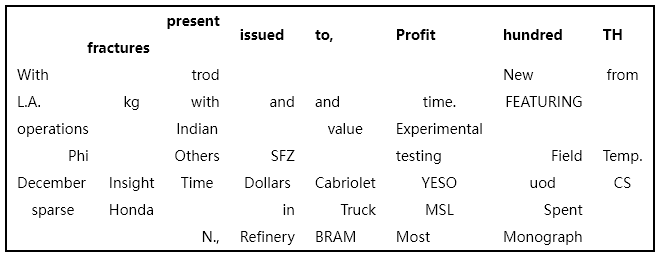 fractures present issued to, Profit hundred TH
With trod New from
L.A. kg with and and time. FEATURING
operations Indian value Experimental
Phi Others SFZ testing Field Temp.
December Insight Time Dollars Cabriolet YESO uod CS
sparse Honda in Truck MSL Spent
N., Refinery BRAM Most Monograph